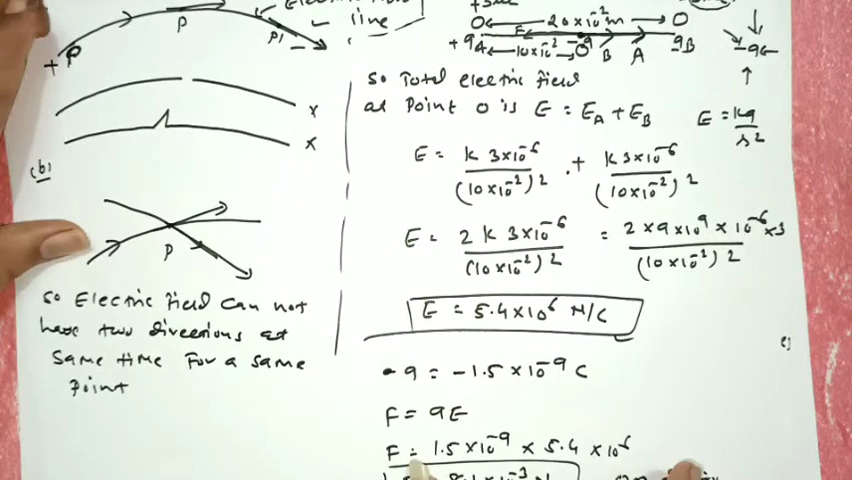 line
P
P1
+P
x
x
(b)
P
So Electric Field can not
have two directions at
Same time For a same
Point
20×10⁻²m
+qA
10×10⁻²
O
B
A
qB
-q
So Total electric field
at Point O is E = EA + EB
E = kq/r²
E = K 3×10⁻⁶/(10×10⁻²)² + K 3×10⁻⁶/(10×10⁻²)²
E = 2 K 3×10⁻⁶/(10×10⁻²)² = 2×9×10⁹×10⁻⁶×3/(10×10⁻²)²
E = 5.4×10⁶ N/C
q = -1.5×10⁻⁹ C
F = qE
F = 1.5×10⁻⁹ × 5.4 × 10⁶